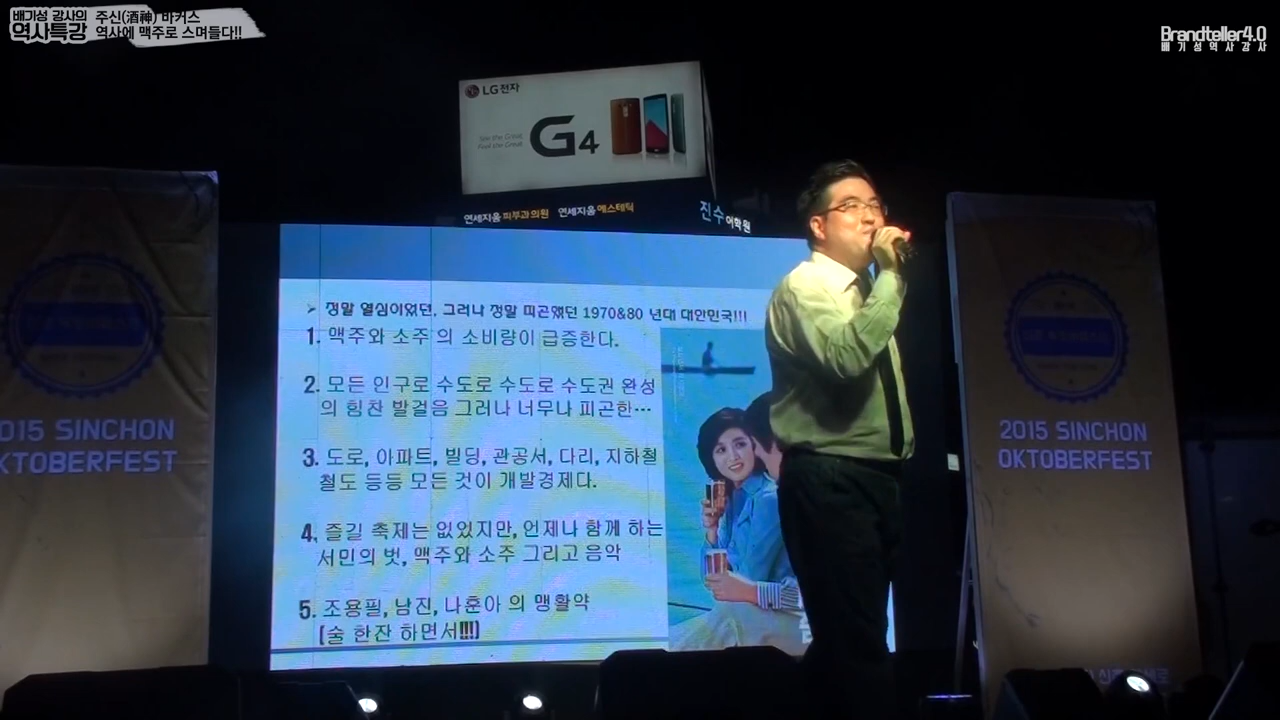 배기성 강사의
역사특강
주신(酒神) 바커스
역사에 맥주로 스며들다!!
Brandteller4.0
배기성역사강사
LG전자
G4
연세지움피부과의원 연세지움에스테틱
진수어학원
➢ 정말 열심이었던, 그러나 정말 피곤했던 1970&80 년대 대한민국!!!
1. 맥주와 소주 의 소비량이 급증한다.
2. 모든 인구로 수도로 수도로 수도권 완성
의 힘찬 발걸음 그러나 너무나 피곤한…
3. 도로, 아파트, 빌딩, 관공서, 다리, 지하철
철도 등등 모든 것이 개발경제다.
4. 즐길 축제는 없었지만, 언제나 함께 하는
서민의 벗, 맥주와 소주 그리고 음악
5. 조용필, 남진, 나훈아 의 맹활약
(술 한잔 하면서!!!)
015 SINCHON
KTOBERFEST
2015 SINCHON
OKTOBERFEST